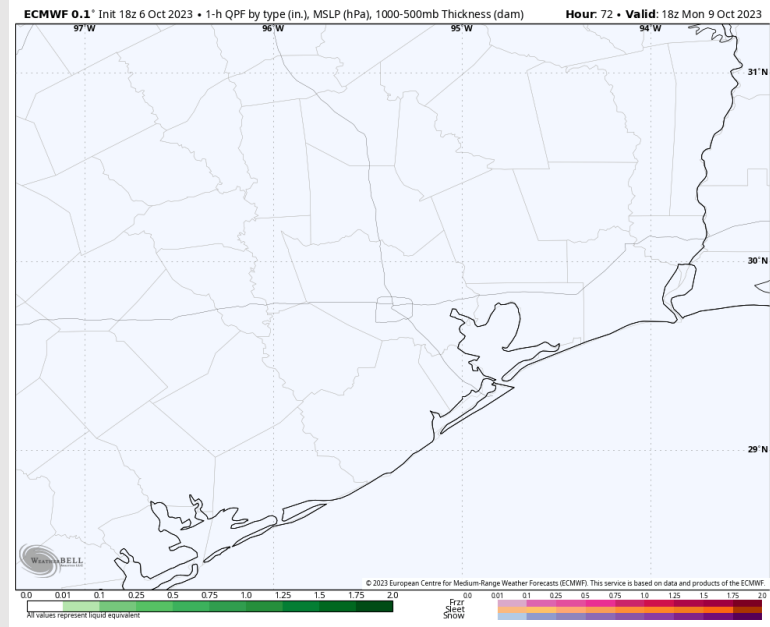 ECMWF 0.1° Init 18z 6 Oct 2023 • 1-h QPF by type (in.), MSLP (hPa), 1000-500mb Thickness (dam) Hour: 72 • Valid: 18z Mon 9 Oct 2023
97°W 96°W 95°W 94°W
31°N
30°N
29°N
WeatherBELL
© 2023 European Centre for Medium-Range Weather Forecasts (ECMWF). This service is based on data and products of the ECMWF.
0.0 0.01 0.1 0.25 0.5 0.75 1.0 1.25 1.5 1.75 2.0
All values represent liquid equivalent
0.0 0.01 0.1 0.25 0.5 0.75 1.0 1.25 1.5 1.75 2.0
Frzr
Sleet
Snow